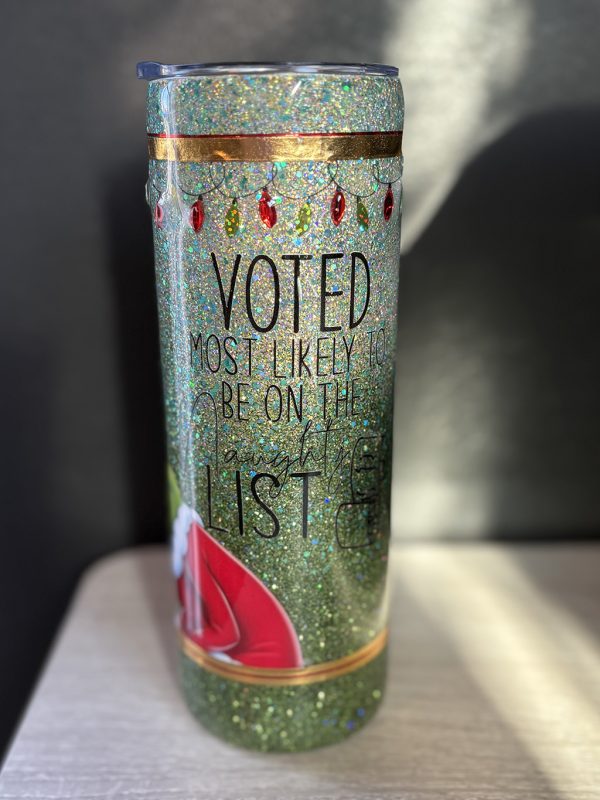 VOTED
MOST LIKELY TO
BE ON THE
Naughty
LIST